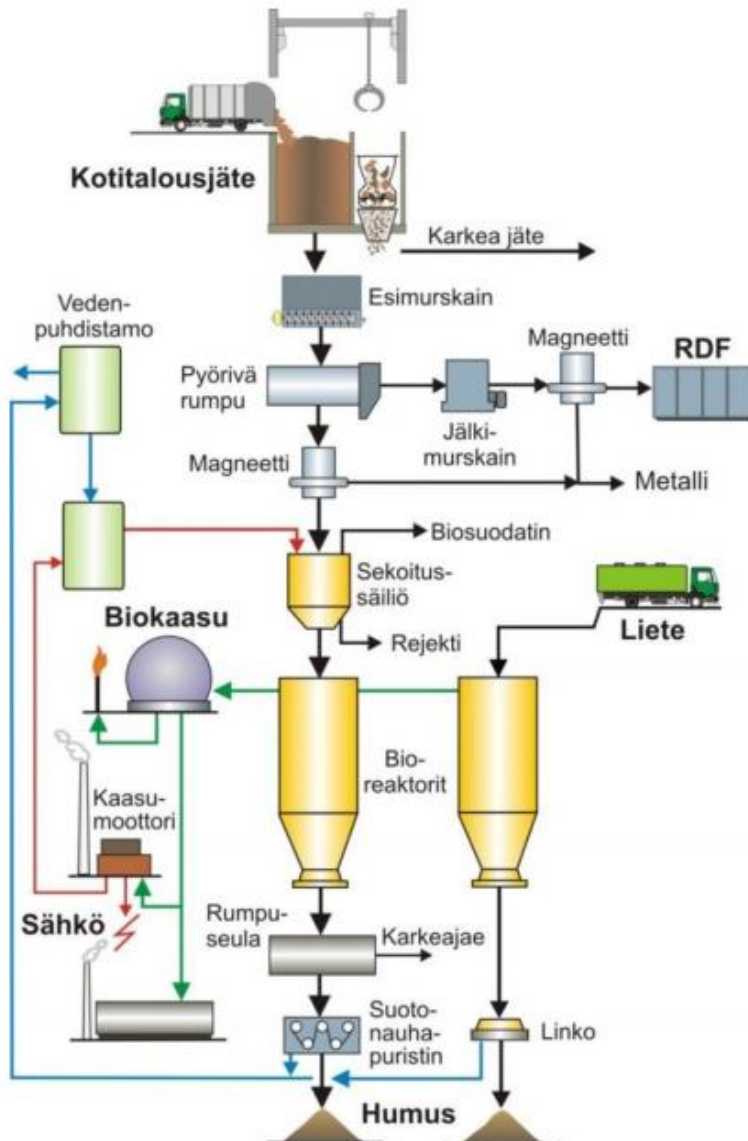 Kotitalousjäte
Karkea jäte
Esimurskain
Veden-
puhdistamo
Magneetti
RDF
Pyörivä
rumpu
Jälki-
murskain
Magneetti
Metalli
Biosuodatin
Sekoitus-
säiliö
Biokaasu
Rejekti
Liete
Bio-
reaktorit
Kaasu-
moottori
Sähkö
Rumpu-
seula
Karkeajae
Suoto-
nauha-
puristin
Linko
Humus